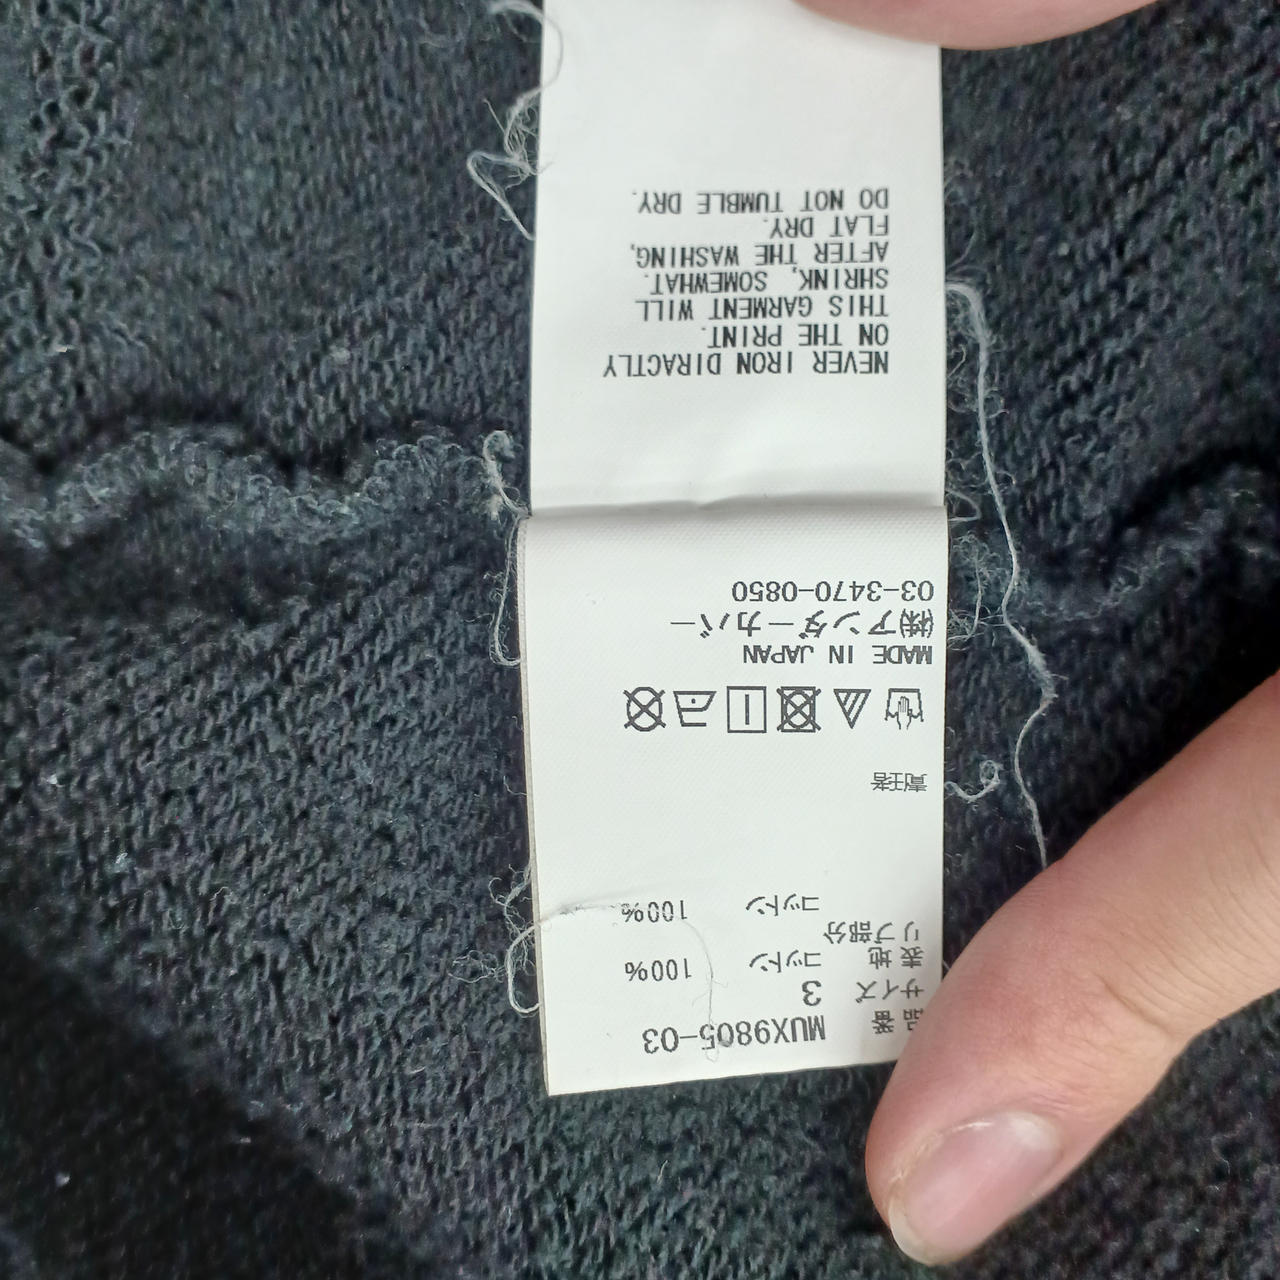 品番 MUX9805-03
サイズ 3
表地 コットン 100%
リブ部分
コットン 100%
責任者
MADE IN JAPAN
㈱アンダーカバー
03-3470-0850
NEVER IRON DIRACTLY
ON THE PRINT.
THIS GARMENT WILL
SHRINK, SOMEWHAT.
AFTER THE WASHING,
FLAT DRY.
DO NOT TUMBLE DRY.